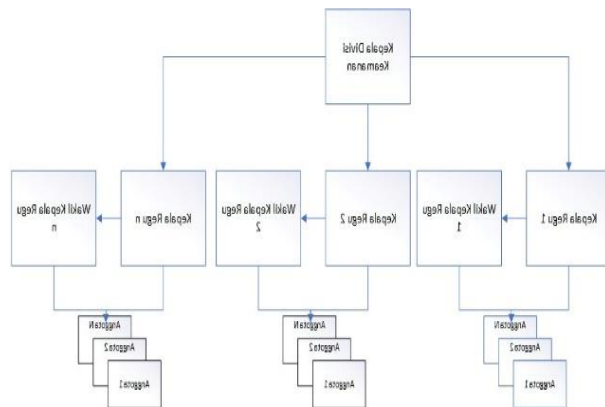 Kepala Divisi
Keamanan
Kepala Regu 1
Wakil Kepala Regu
1
Kepala Regu 2
Wakil Kepala Regu
2
Kepala Regu n
Wakil Kepala Regu
n
AnggotaN
Anggota2
Anggota1
AnggotaN
Anggota2
Anggota1
AnggotaN
Anggota2
Anggota1